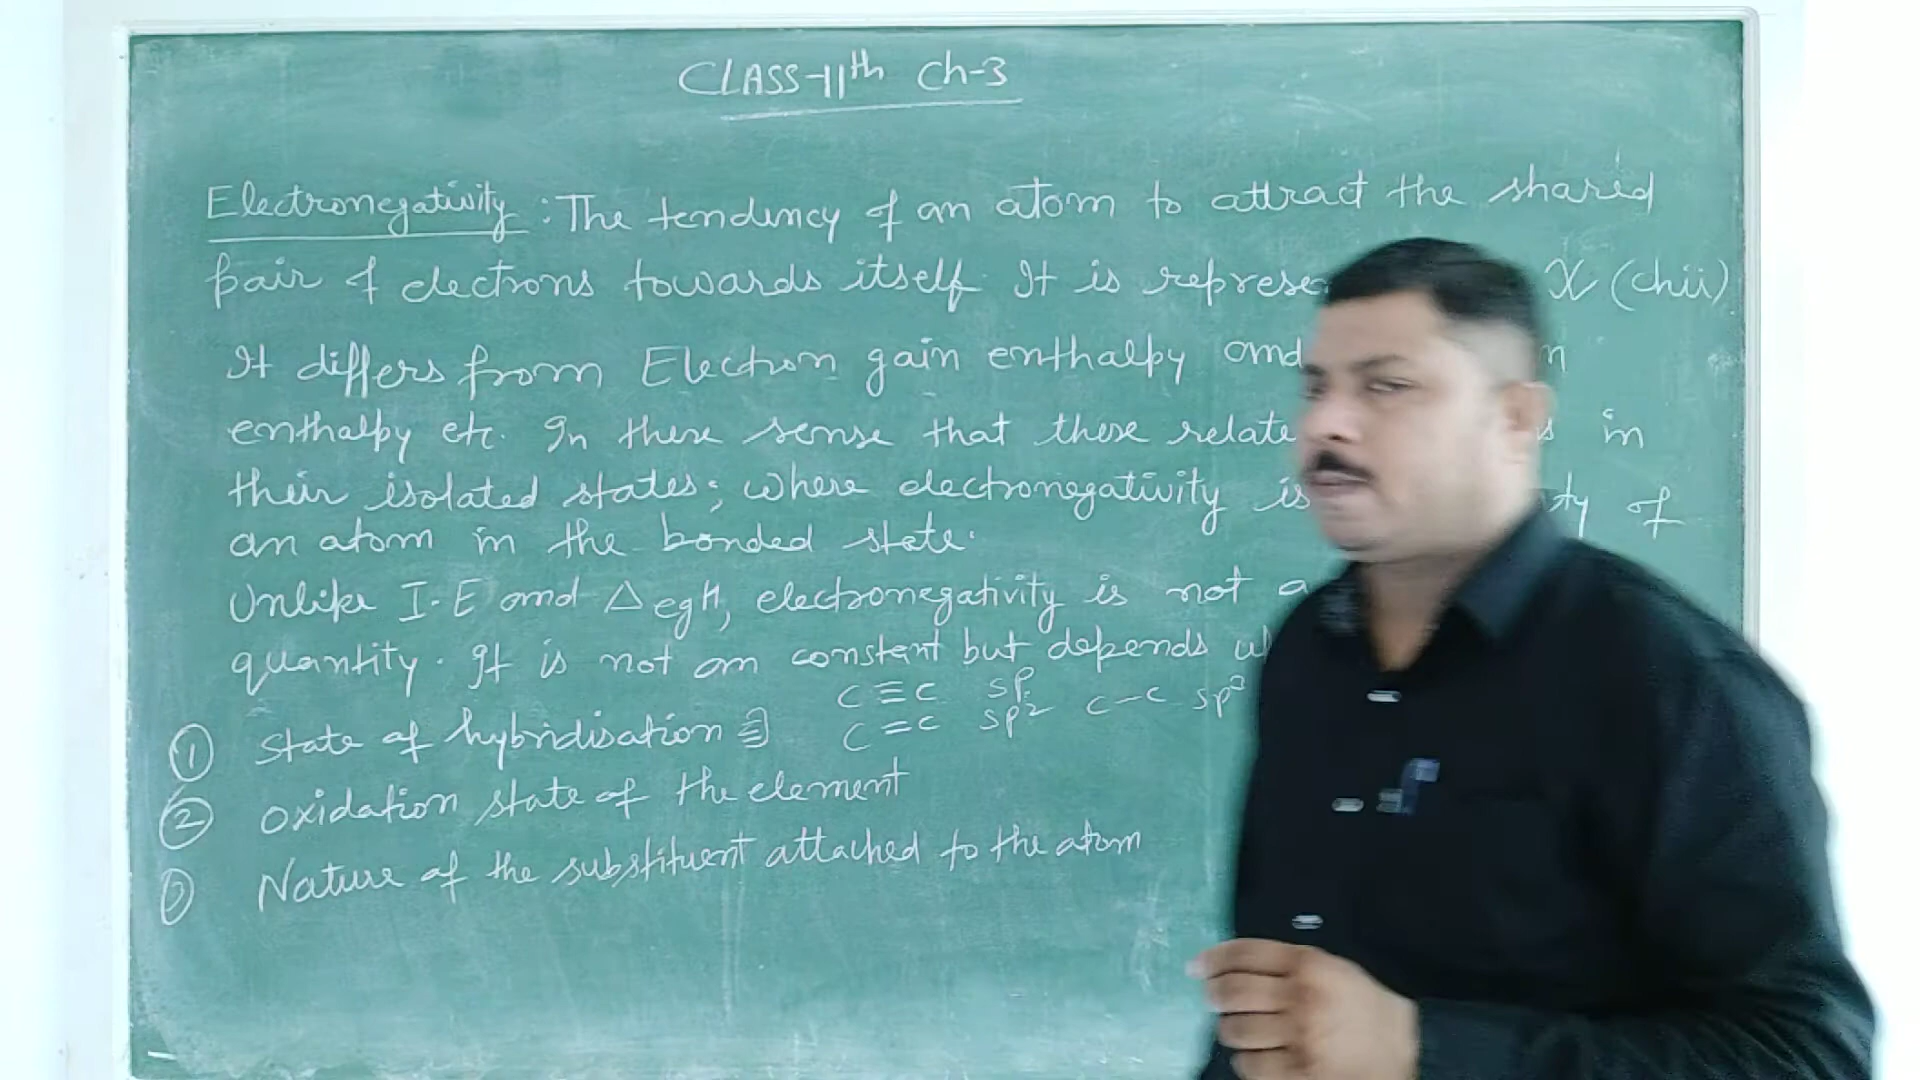 CLASS-11th Ch-3
Electronegativity : The tendency of an atom to attract the shared
pair of electrons towards itself. It is X (chii)
It differs from Electron gain enthalpy and
enthalpy etc. In these sense that these relate in
their isolated states; where electronegativity is of
an atom in the bonded state.
Unlike I.E and ΔegH, electronegativity is not a
quantity. It is not an constant but depends
C≡C sp
C=C sp2 C-C sp3
① State of hybridisation
② Oxidation state of the element
③ Nature of the substituent attached to the atom